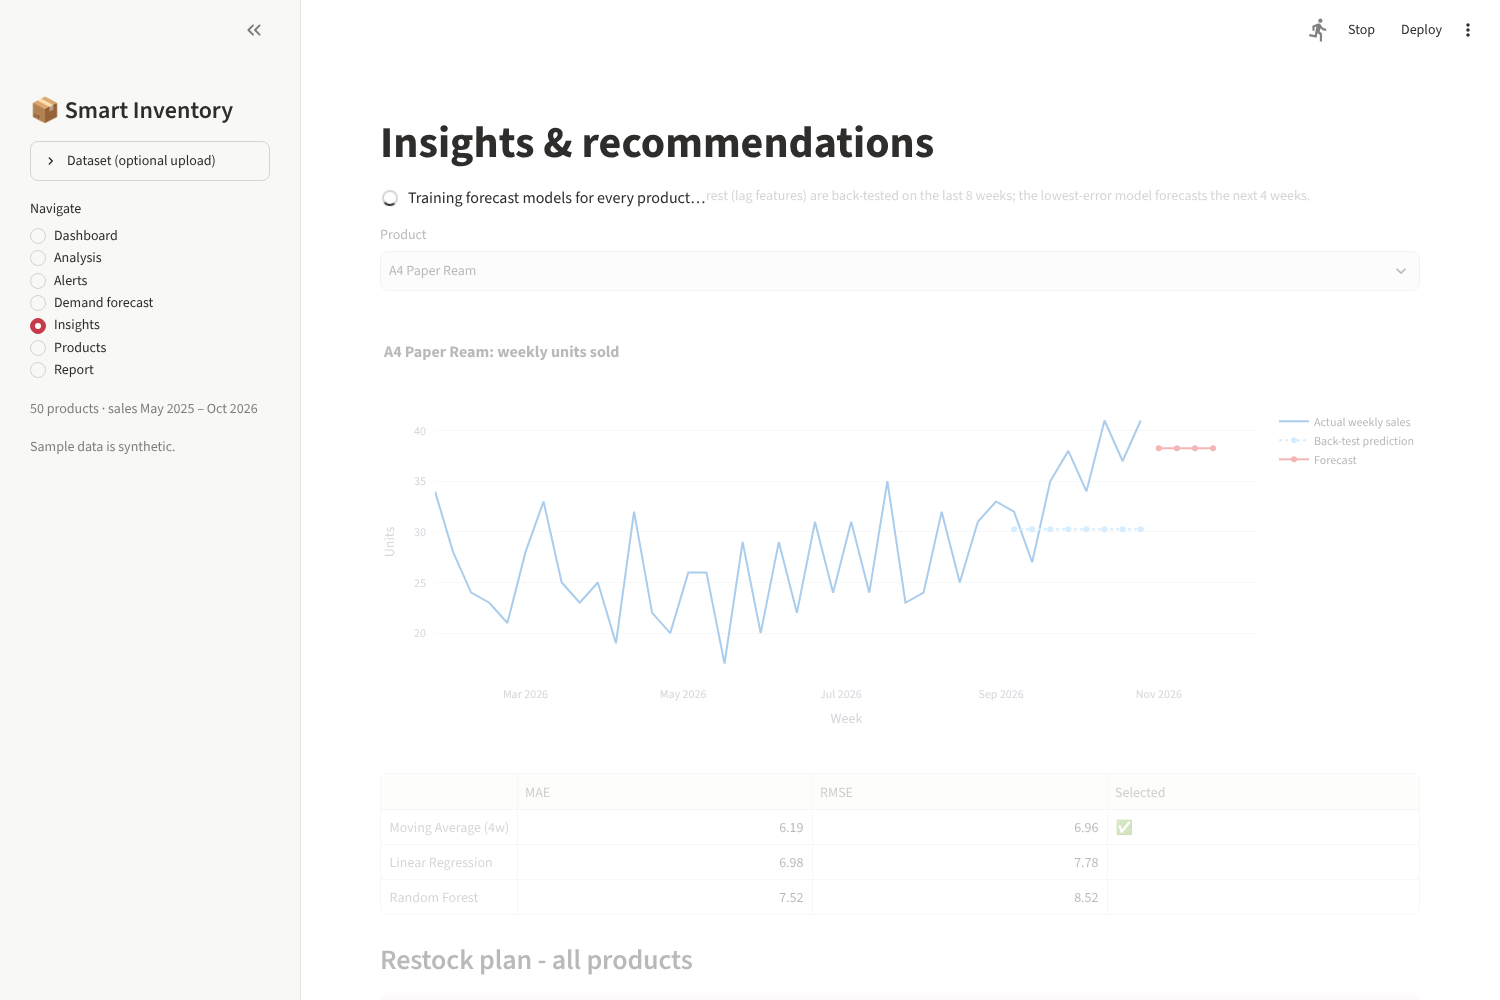 Stop
Deploy
📦 Smart Inventory
Dataset (optional upload)
Navigate
Dashboard
Analysis
Alerts
Demand forecast
Insights
Products
Report
50 products · sales May 2025 – Oct 2026
Sample data is synthetic.
Insights & recommendations
Training forecast models for every product...
rest (lag features) are back-tested on the last 8 weeks; the lowest-error model forecasts the next 4 weeks.
Product
A4 Paper Ream
A4 Paper Ream: weekly units sold
40
35
30
25
20
Units
Mar 2026
May 2026
Jul 2026
Sep 2026
Nov 2026
Week
Actual weekly sales
Back-test prediction
Forecast
MAE RMSE Selected
Moving Average (4w) 6.19 6.96 ✅
Linear Regression 6.98 7.78
Random Forest 7.52 8.52
Restock plan - all products